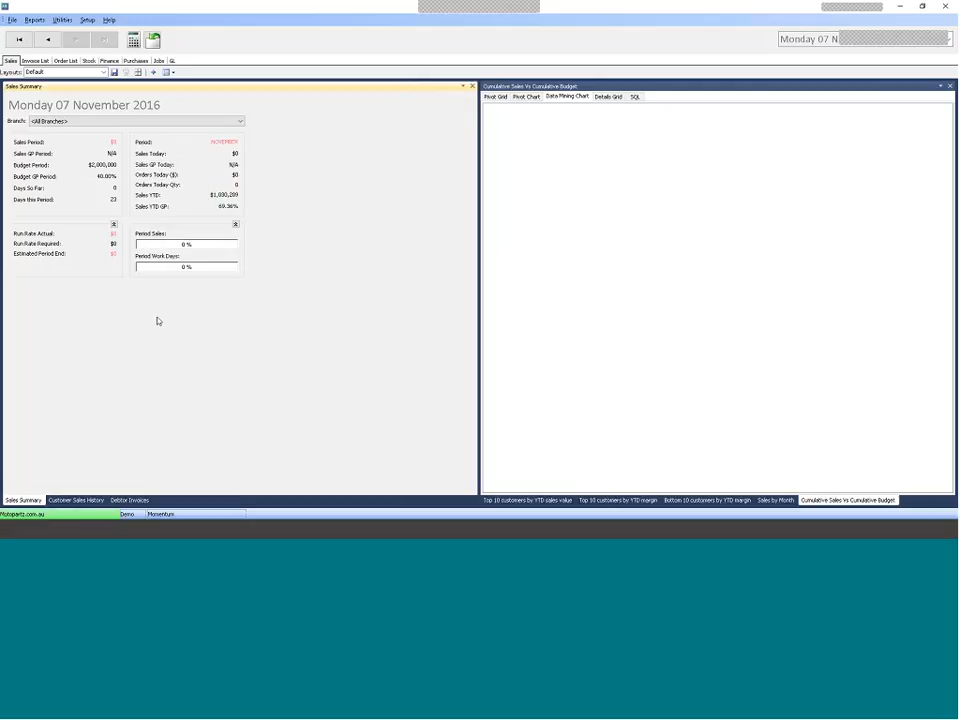 File Reports Utilities Setup Help
Monday 07 N
Sales Invoice List Order List Stock Finance Purchases Jobs GL
Layouts: Default
Sales Summary
Monday 07 November 2016
Branch: <All Branches>
Sales Period: $0
Sales GP Period: N/A
Budget Period: $2,000,000
Budget GP Period: 40.00%
Days So Far: 0
Days this Period: 23
Period: NOVEMBER
Sales Today: $0
Sales GP Today: N/A
Orders Today ($): $0
Orders Today Qty: 0
Sales YTD:
Sales YTD GP: 69.36%
Run Rate Actual: $0
Run Rate Required: $0
Estimated Period End: $0
Period Sales:
0 %
Period Work Days:
0 %
Sales Summary Customer Sales History Debtor Invoices
Cumulative Sales Vs Cumulative Budget
Pivot Grid Pivot Chart Data Mining Chart Details Grid SQL
Top 10 customers by YTD sales value Top 10 customers by YTD margin Bottom 10 customers by YTD margin Sales by Month Cumulative Sales Vs Cumulative Budget
Motopartz.com.au Demo Momentum